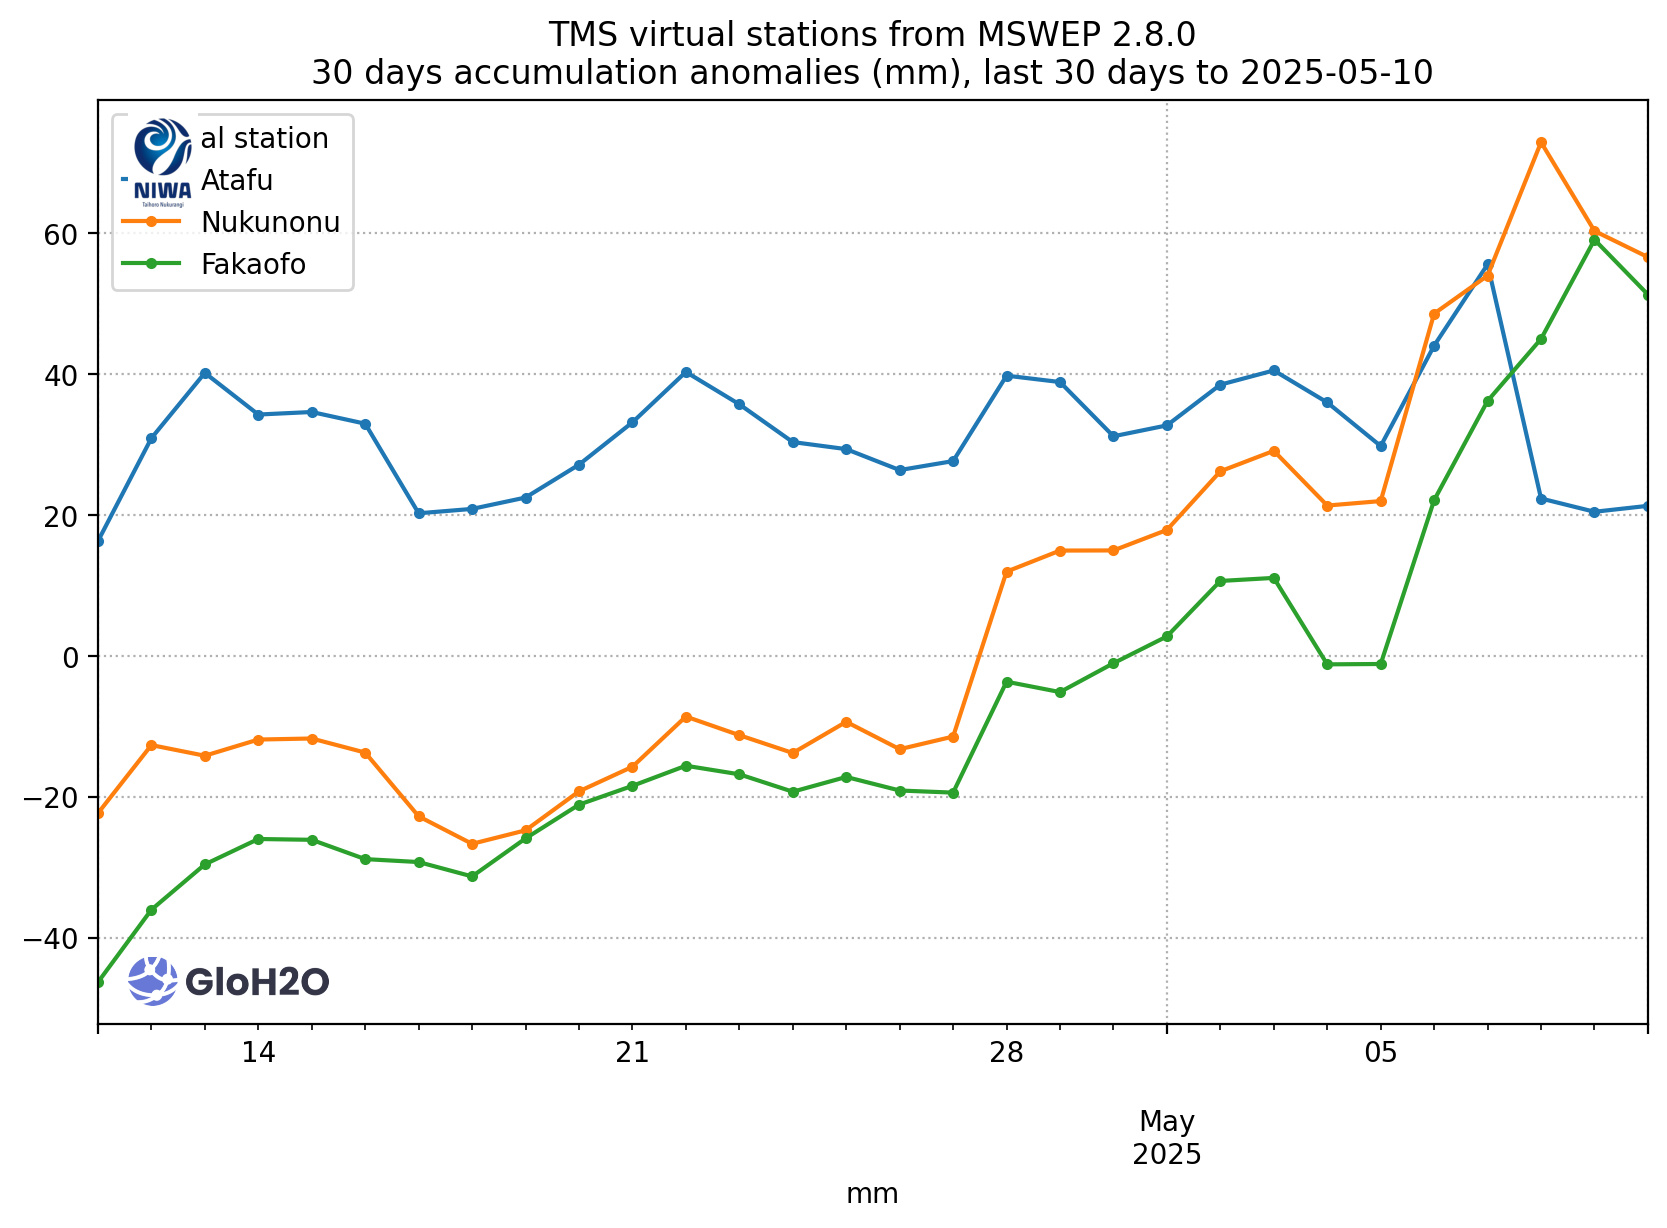 TMS virtual stations from MSWEP 2.8.0
30 days accumulation anomalies (mm), last 30 days to 2025-05-10
al station
Atafu
Nukunonu
Fakaofo
NIWA
Taihoro Nukurangi
60
40
20
0
−20
−40
GloH2O
14 21 28 05
May
2025
mm